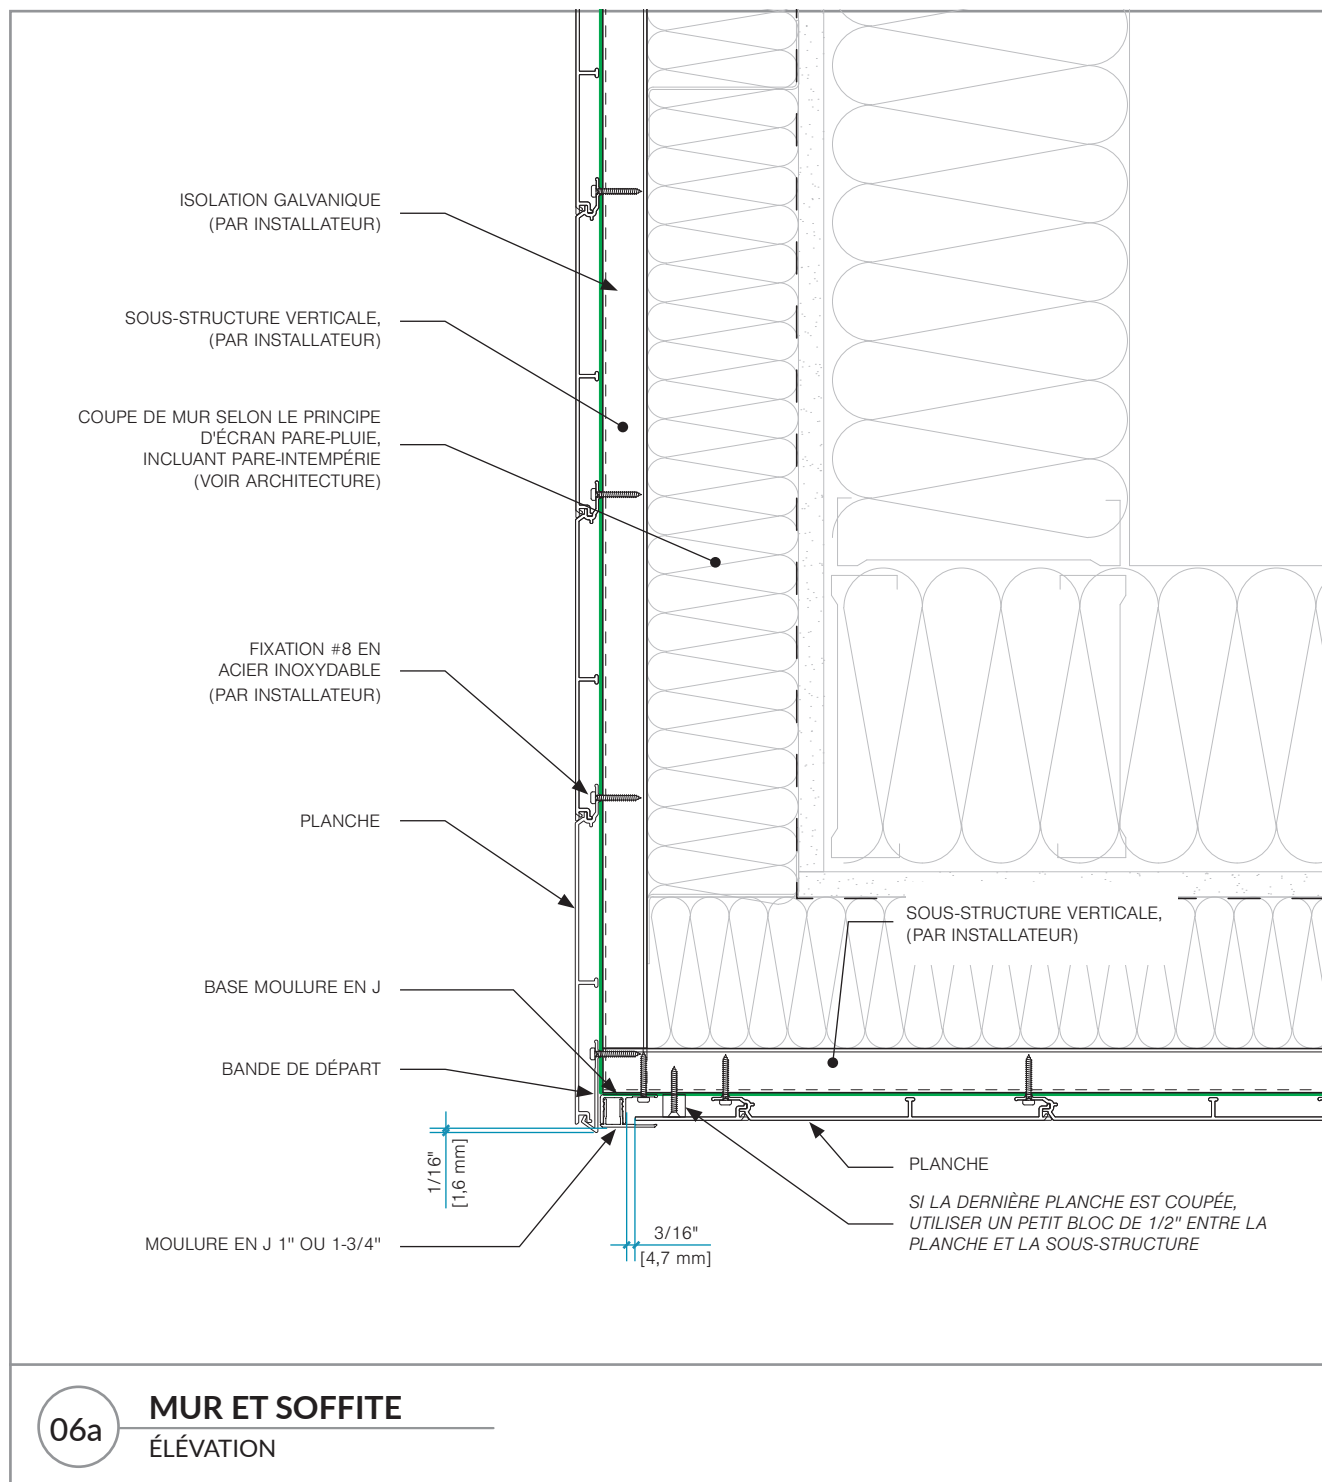 ISOLATION GALVANIQUE
(PAR INSTALLATEUR)
SOUS-STRUCTURE VERTICALE,
(PAR INSTALLATEUR)
COUPE DE MUR SELON LE PRINCIPE
D'ÉCRAN PARE-PLUIE,
INCLUANT PARE-INTEMPÉRIE
(VOIR ARCHITECTURE)
FIXATION #8 EN
ACIER INOXYDABLE
(PAR INSTALLATEUR)
PLANCHE
SOUS-STRUCTURE VERTICALE,
(PAR INSTALLATEUR)
BASE MOULURE EN J
BANDE DE DÉPART
1/16"
[1,6 mm]
PLANCHE
SI LA DERNIÈRE PLANCHE EST COUPÉE,
UTILISER UN PETIT BLOC DE 1/2" ENTRE LA
PLANCHE ET LA SOUS-STRUCTURE
MOULURE EN J 1" OU 1-3/4"
3/16"
[4,7 mm]
06a
MUR ET SOFFITE
ÉLÉVATION